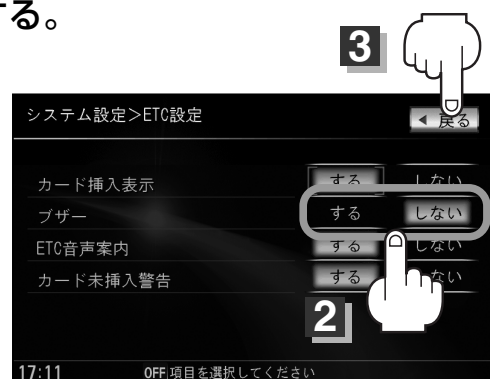 する。
3
システム設定>ETC設定
◀ 戻る
カード挿入表示 する しない
ブザー する しない
ETC音声案内 する しない
カード未挿入警告 する ない
2
17:11 OFF 項目を選択してください